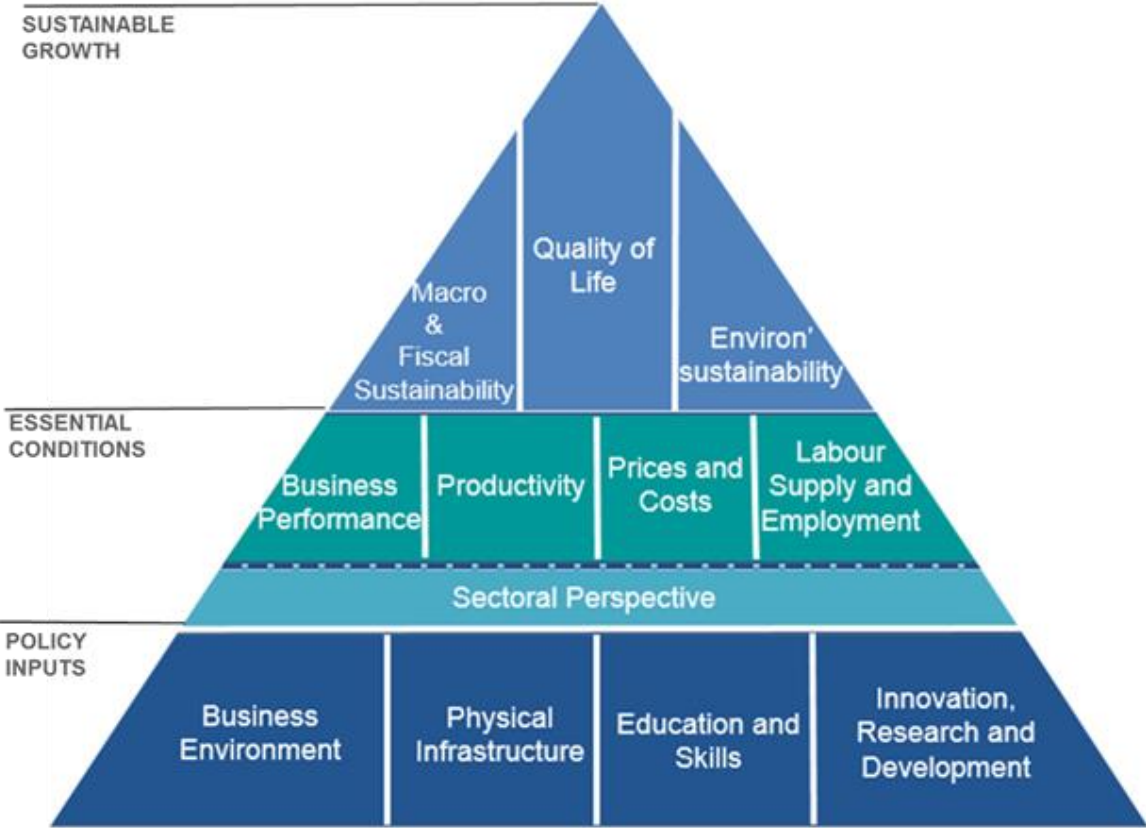 SUSTAINABLE
GROWTH
Quality of
Life
Macro
&
Fiscal
Sustainability
Environ’
sustainability
ESSENTIAL
CONDITIONS
Business
Performance
Productivity
Prices and
Costs
Labour
Supply and
Employment
Sectoral Perspective
POLICY
INPUTS
Business
Environment
Physical
Infrastructure
Education and
Skills
Innovation,
Research and
Development